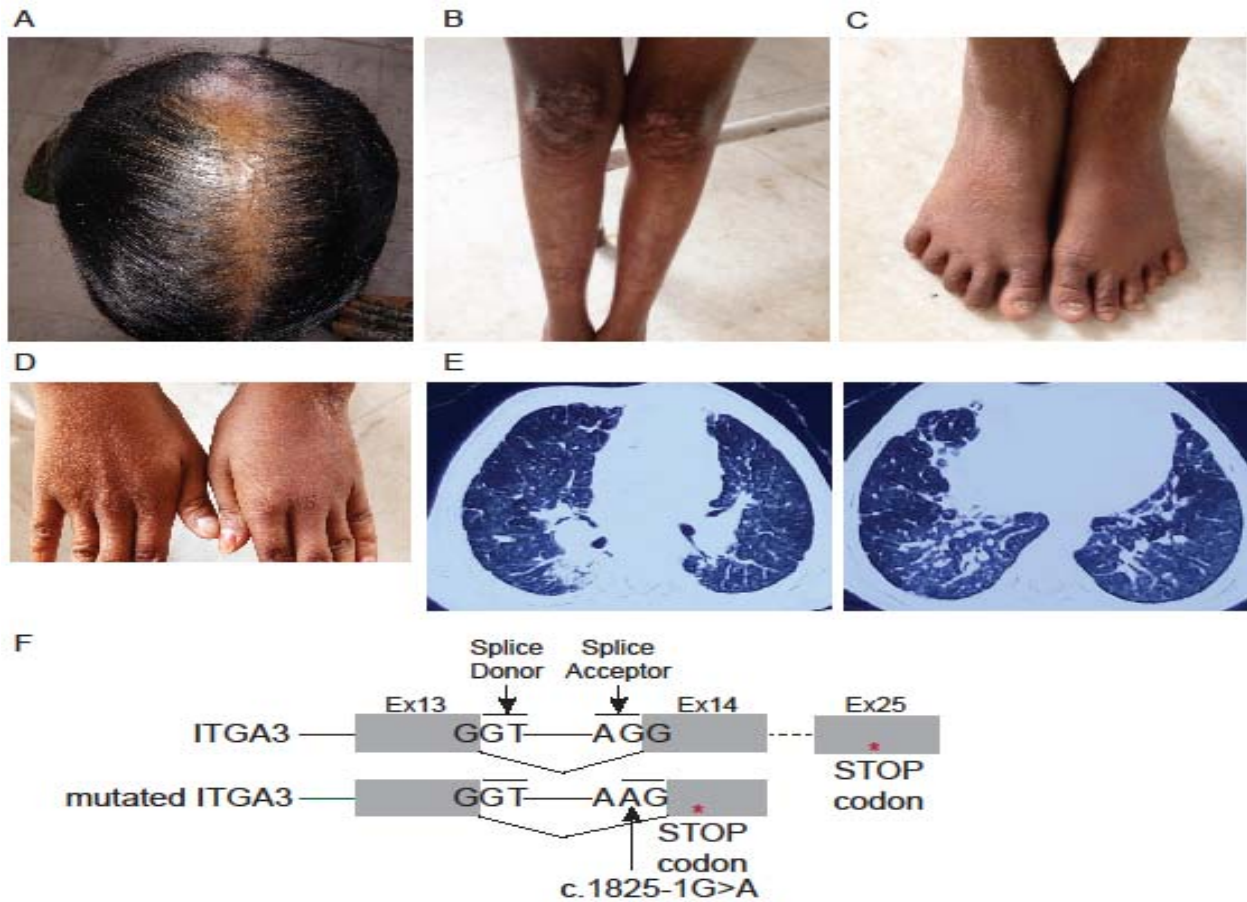 A
B
C
D
E
F
Splice Donor
Splice Acceptor
Ex13
Ex14
Ex25
ITGA3
GGT
AGG
*
STOP codon
mutated ITGA3
GGT
AAG
*
STOP codon
c.1825-1G>A